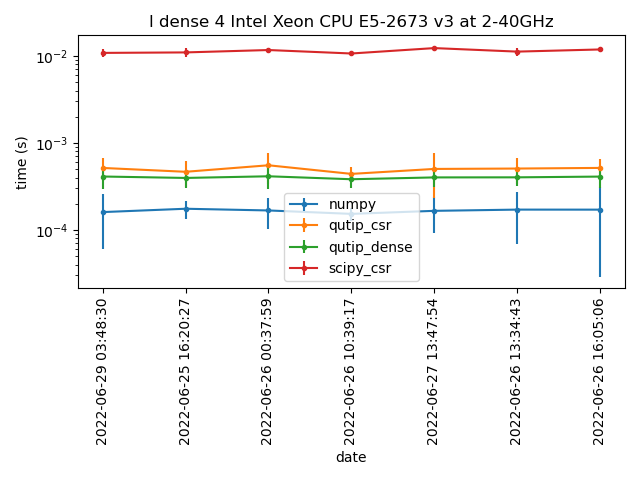 l dense 4 Intel Xeon CPU E5-2673 v3 at 2-40GHz
time (s)
10⁻²
10⁻³
10⁻⁴
numpy
qutip_csr
qutip_dense
scipy_csr
2022-06-29 03:48:30
2022-06-25 16:20:27
2022-06-26 00:37:59
2022-06-26 10:39:17
2022-06-27 13:47:54
2022-06-26 13:34:43
2022-06-26 16:05:06
date